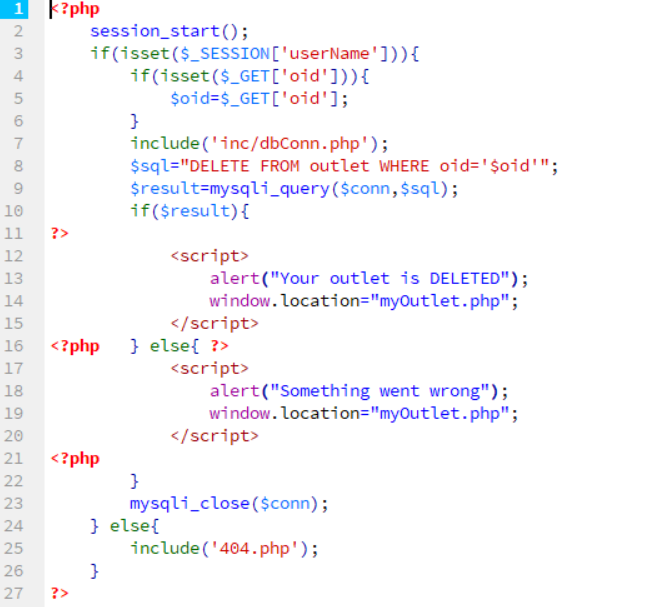 1 <?php
2 session_start();
3 if(isset($_SESSION['userName'])){
4 if(isset($_GET['oid'])){
5 $oid=$_GET['oid'];
6 }
7 include('inc/dbConn.php');
8 $sql="DELETE FROM outlet WHERE oid='$oid'";
9 $result=mysqli_query($conn,$sql);
10 if($result){
11 ?>
12 <script>
13 alert("Your outlet is DELETED");
14 window.location="myOutlet.php";
15 </script>
16 <?php } else{ ?>
17 <script>
18 alert("Something went wrong");
19 window.location="myOutlet.php";
20 </script>
21 <?php
22 }
23 mysqli_close($conn);
24 } else{
25 include('404.php');
26 }
27 ?>